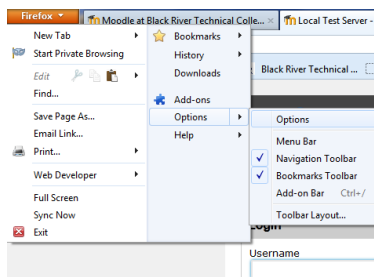 Firefox
Moodle at Black River Technical Colle...
Local Test Server -
New Tab
Start Private Browsing
Edit
Find...
Save Page As...
Email Link...
Print...
Web Developer
Full Screen
Sync Now
Exit
Bookmarks
History
Downloads
Add-ons
Options
Help
Black River Technical ...
Options
Menu Bar
Navigation Toolbar
Bookmarks Toolbar
Add-on Bar Ctrl+/
Toolbar Layout...
Login
Username